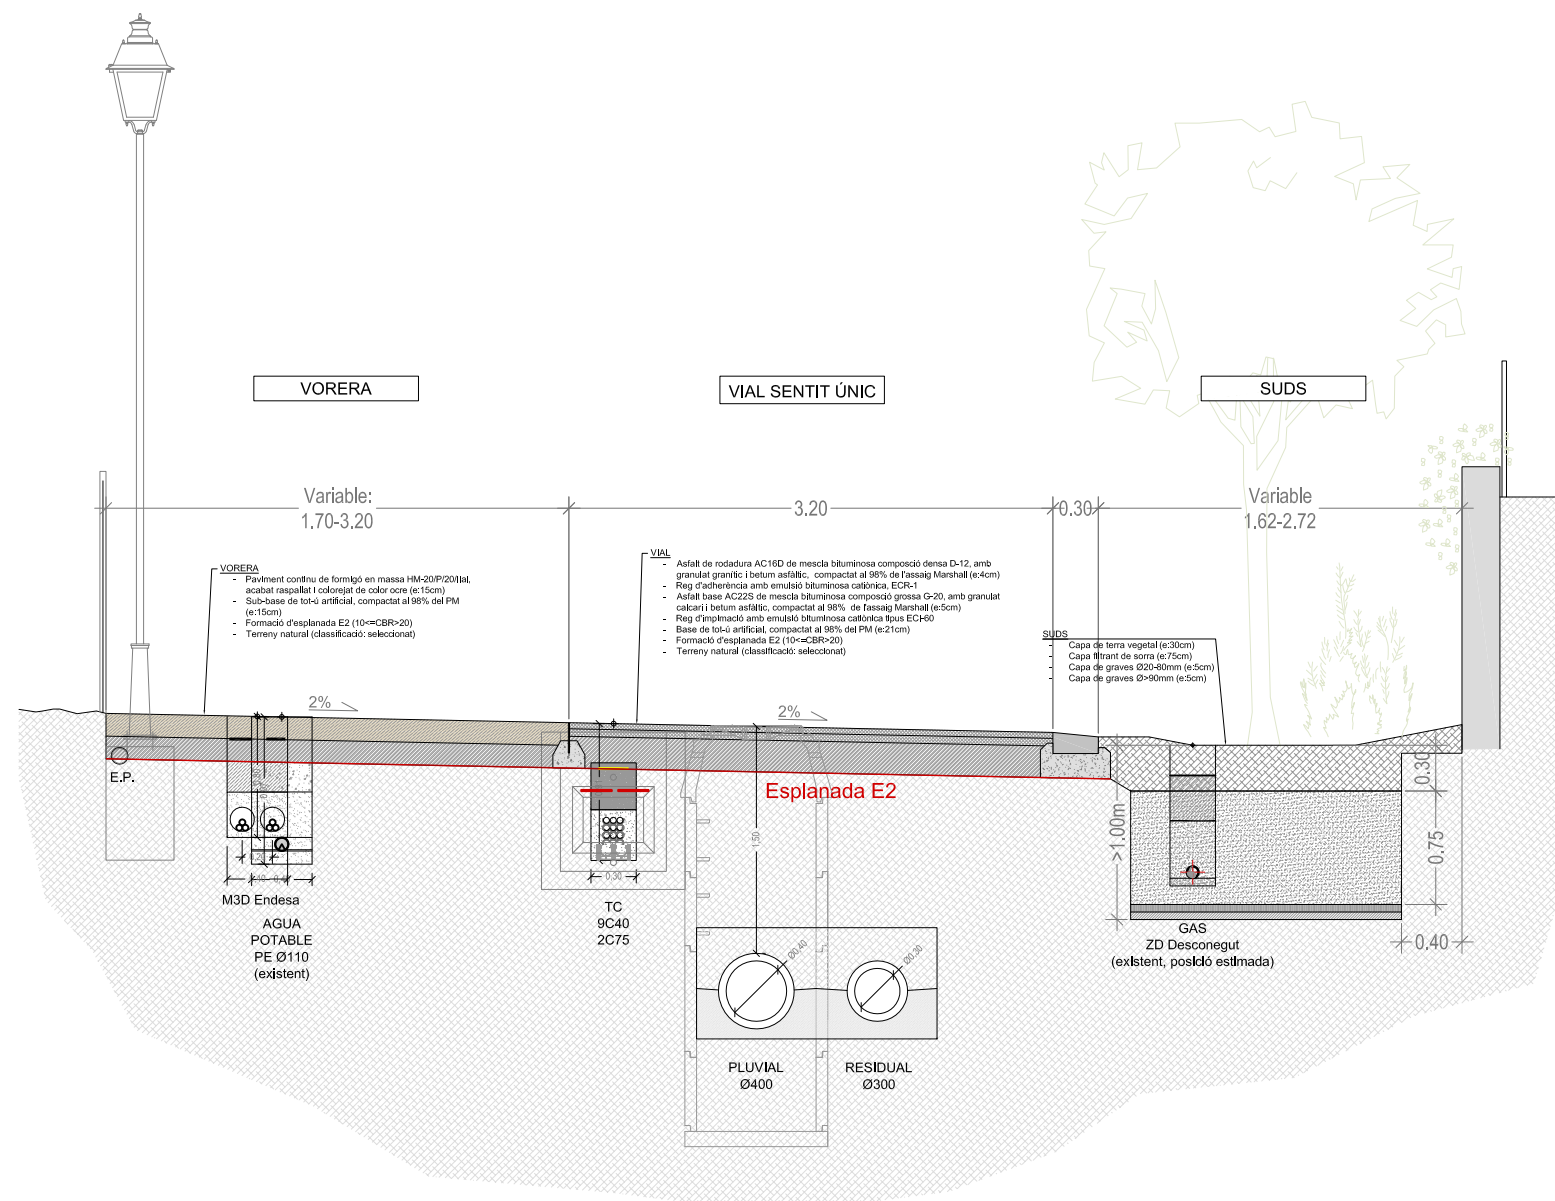 VORERA
VIAL SENTIT ÚNIC
SUDS
Variable:
1.70-3.20
3.20
0.30
Variable
1.62-2.72
VORERA
- Paviment continu de formigó en massa HM-20/P/20/I
acabat raspallat i colorejat de color ocre (e:15cm)
- Sub-base de tot-ú artificial, compactat al 98% del PM
(e:15cm)
- Formació d'esplanada E2 (10<=CBR>20)
- Terreny natural (classificació: seleccionat)
VIAL
- Asfalt de rodadura AC16D de mescla bituminosa composció densa D-12, amb
granulat granític i betum asfàltic, compactat al 98% de l'assaig Marshall (e:4cm)
- Reg d'adherència amb emulsió bituminosa catiònica, ECR-1
- Asfalt base AC22S de mescla bituminosa composció grossa G-20, amb granulat
calcari i betum asfàltic, compactat al 98% de l'assaig Marshall (e:5cm)
- Reg d'imprimació amb emulsió bituminosa catiònica tipus ECI-60
- Base de tot-ú artificial, compactat al 98% del PM (e:21cm)
- Formació d'esplanada E2 (10<=CBR>20)
- Terreny natural (classificació: seleccionat)
SUDS
- Capa de terra vegetal (e:30cm)
- Capa filtrant de sorra (e:75cm)
- Capa de graves Ø20-80mm (e:5cm)
- Capa de graves Ø>90mm (e:5cm)
2%
2%
E.P.
Esplanada E2
0.30
>1.00m
0.75
0.40
1.50
0.20
0.30
M3D Endesa
AGUA
POTABLE
PE Ø110
(existent)
TC
9C40
2C75
Ø0.40
Ø0.30
GAS
ZD Desconegut
(existent, posició estimada)
PLUVIAL
Ø400
RESIDUAL
Ø300